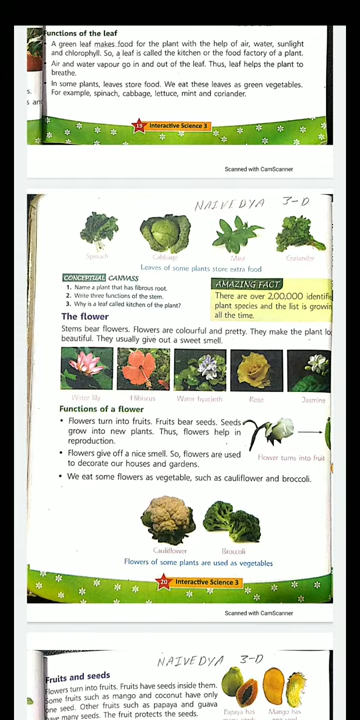 Functions of the leaf
A green leaf makes food for the plant with the help of air, water, sunlight
and chlorophyll. So, a leaf is called the kitchen or the food factory of a plant.
Air and water vapour go in and out of the leaf. Thus, leaf helps the plant to
breathe.
In some plants, leaves store food. We eat these leaves as green vegetables.
For example, spinach, cabbage, lettuce, mint and coriander.
Interactive Science 3
Scanned with CamScanner
NAIVEDYA 3-D
Spinach Cabbage Mint Coriander
Leaves of some plants store extra food
CONCEPTUAL CANVASS
1. Name a plant that has fibrous root.
2. Write three functions of the stem.
3. Why is a leaf called kitchen of the plant?
AMAZING FACT
There are over 2,00,000 identifie
plant species and the list is growin
all the time.
The flower
Stems bear flowers. Flowers are colourful and pretty. They make the plant lo
beautiful. They usually give out a sweet smell.
Water lily Hibiscus Water hyacinth Rose Jasmine
Functions of a flower
• Flowers turn into fruits. Fruits bear seeds. Seeds
grow into new plants. Thus, flowers help in
reproduction.
• Flowers give off a nice smell. So, flowers are used
to decorate our houses and gardens.
Flower turns into fruit
• We eat some flowers as vegetable, such as cauliflower and broccoli.
Cauliflower Broccoli
Flowers of some plants are used as vegetables
20 Interactive Science 3
Scanned with CamScanner
NAIVEDYA 3-D
Fruits and seeds
Flowers turn into fruits. Fruits have seeds inside them.
Some fruits such as mango and coconut have only
one seed. Other fruits such as papaya and guava
have many seeds. The fruit protects the seeds.
Papaya has Mango has